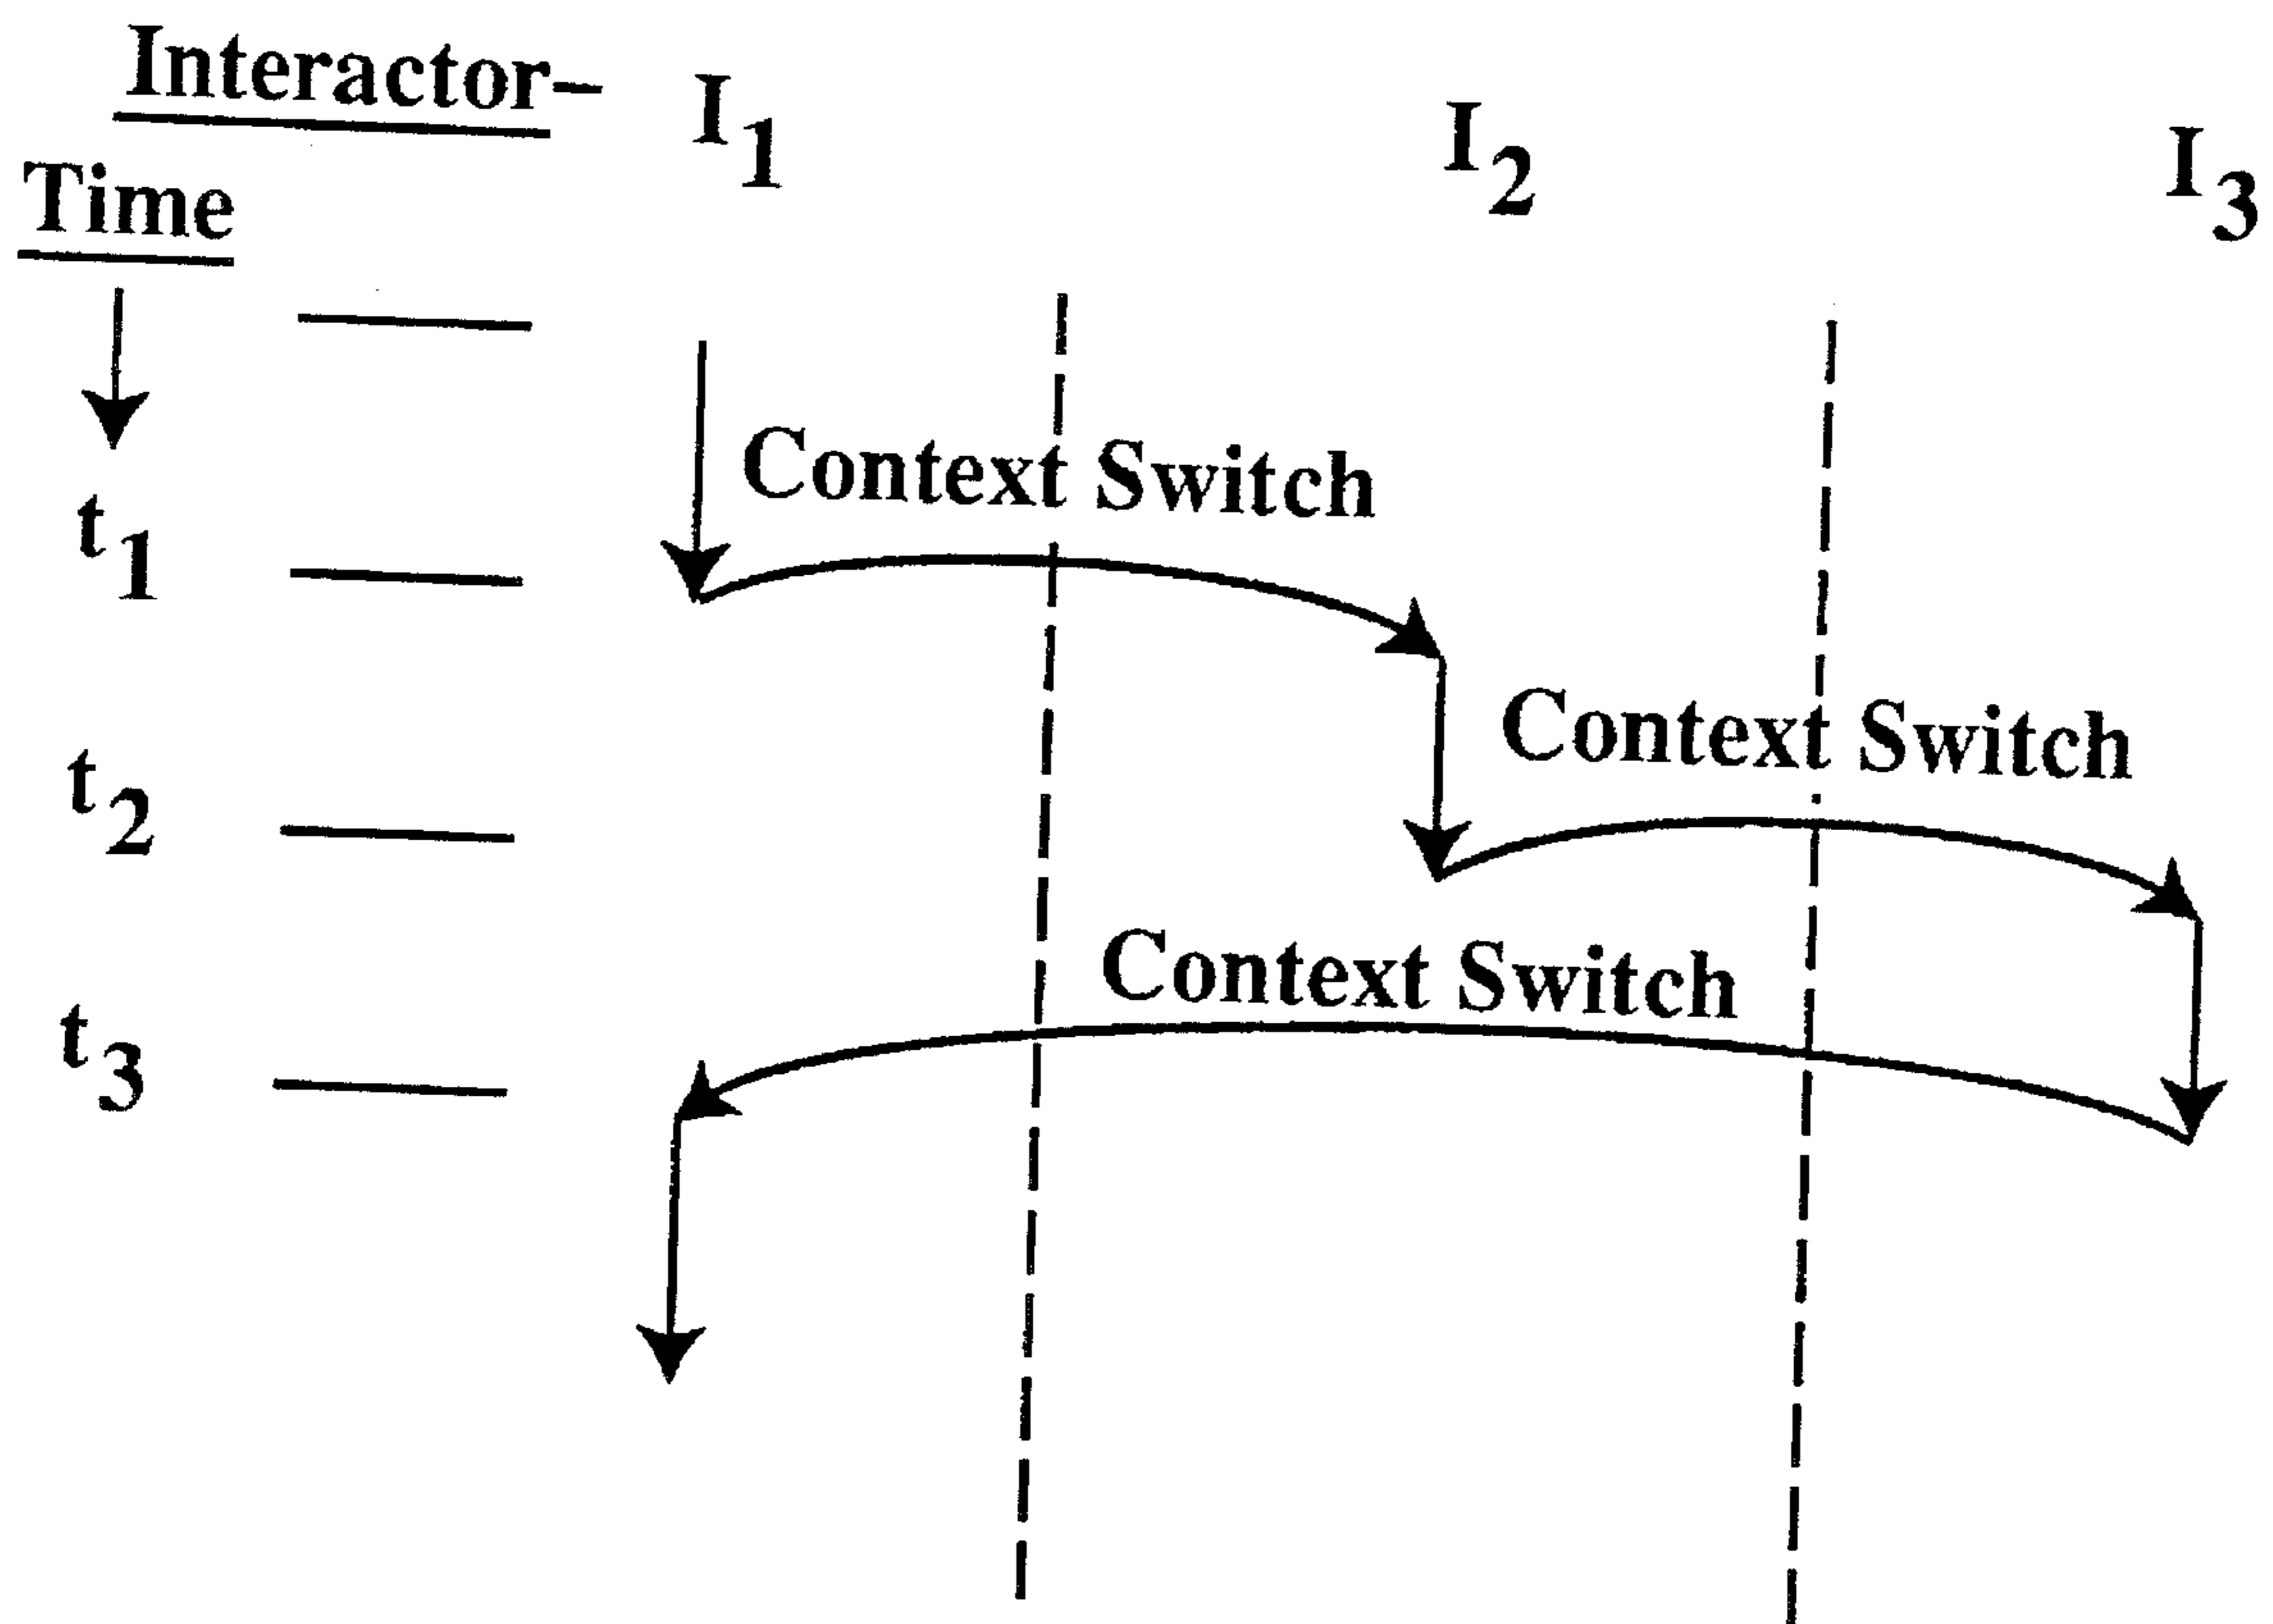 Interactor– I1 I2 I3
Time
Context Switch
t1
Context Switch
t2
Context Switch
t3